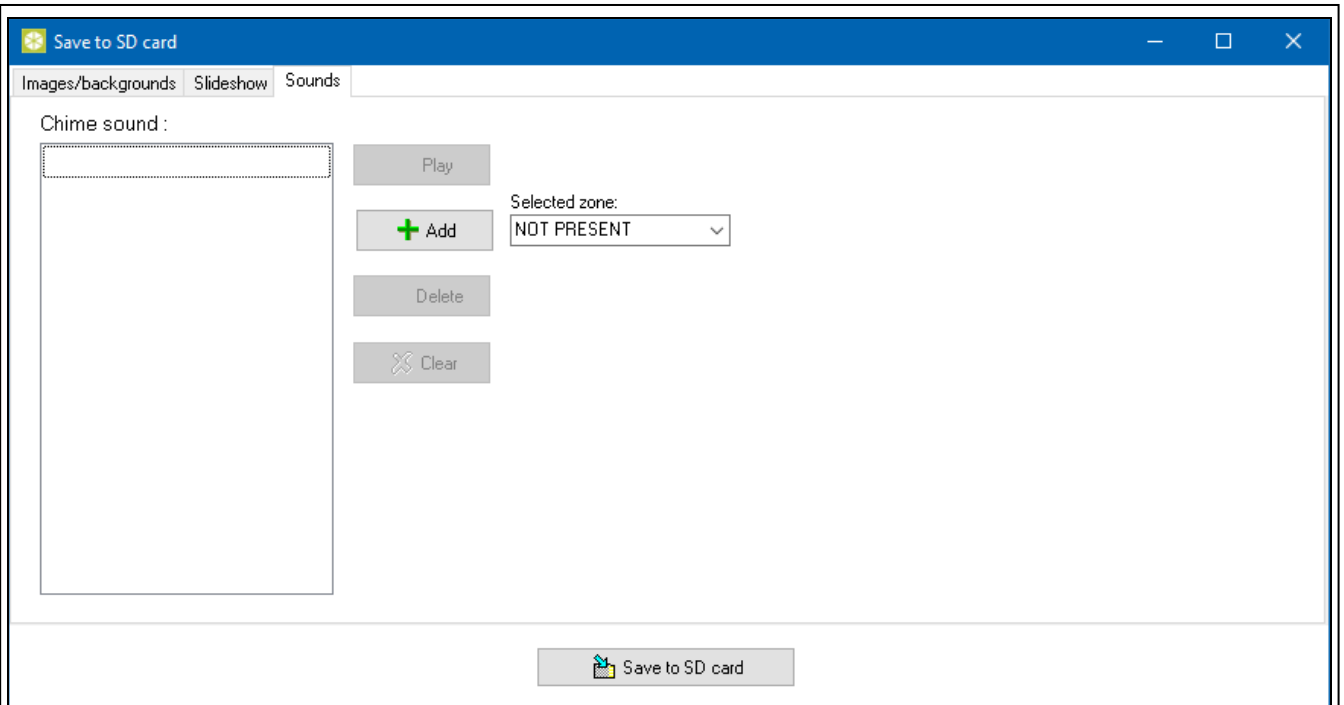 Save to SD card
Images/backgrounds Slideshow Sounds
Chime sound :
Play
Selected zone:
Add NOT PRESENT
Delete
Clear
Save to SD card